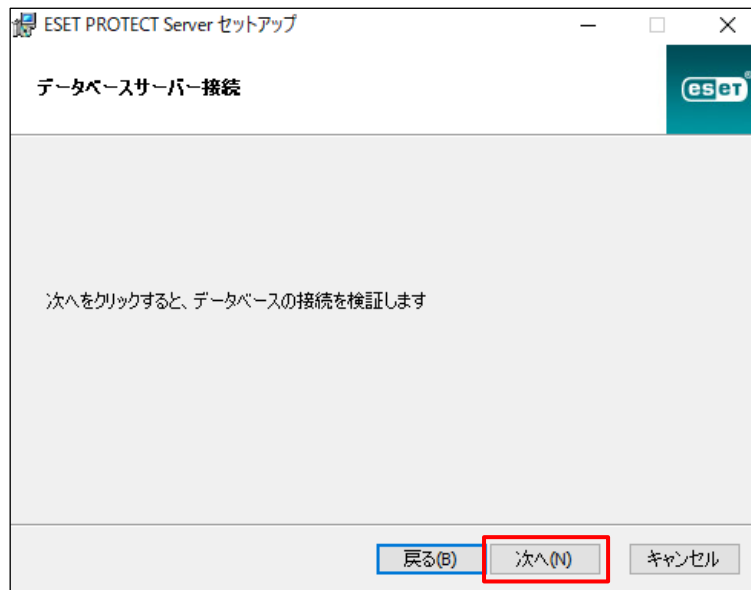 ESET PROTECT Server セットアップ
データベースサーバー接続
eset®
次へをクリックすると、データベースの接続を検証します
戻る(B) 次へ(N) キャンセル